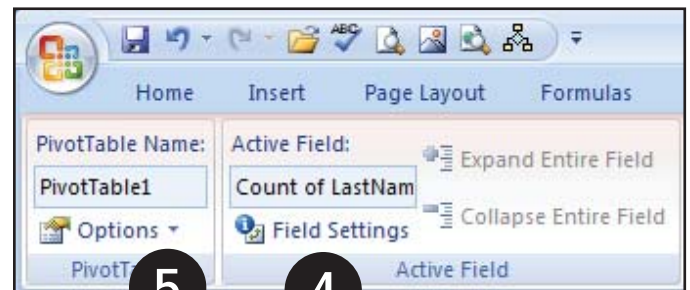 ABC
Home Insert Page Layout Formulas
PivotTable Name: Active Field:
PivotTable1 Count of LastNam
Expand Entire Field
Options Field Settings
Collapse Entire Field
Active Field
5 4